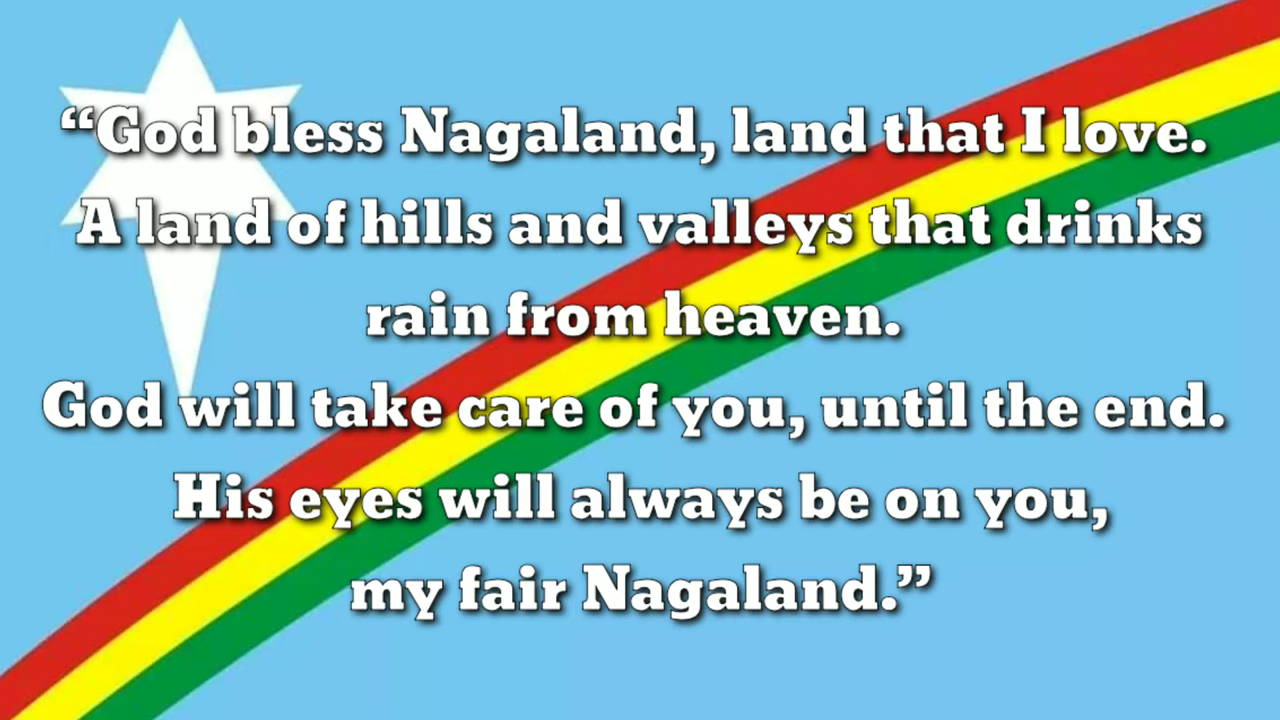 “God bless Nagaland, land that I love.
A land of hills and valleys that drinks
rain from heaven.
God will take care of you, until the end.
His eyes will always be on you,
my fair Nagaland.”